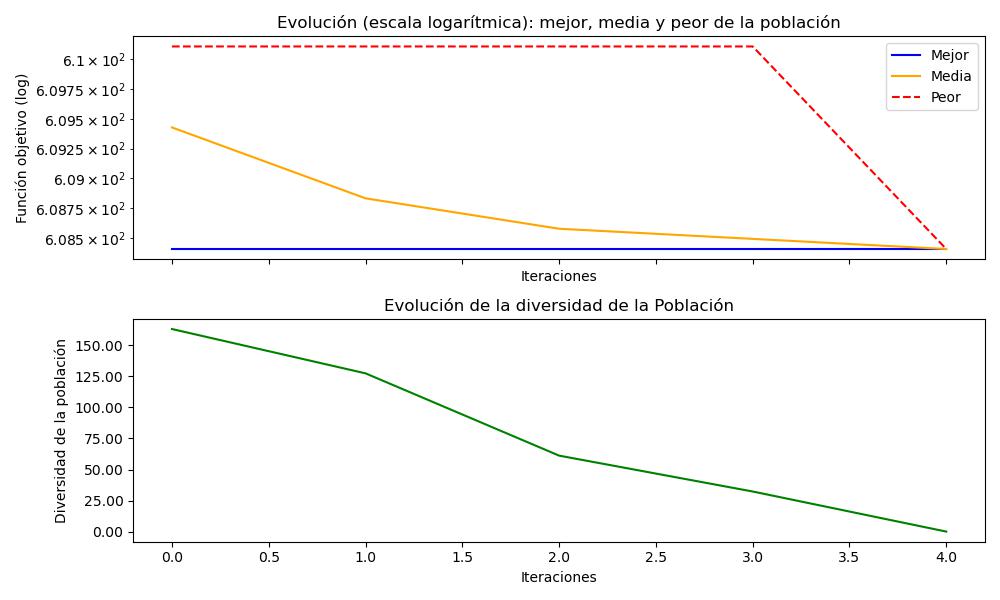 Evolución (escala logarítmica): mejor, media y peor de la población
Función objetivo (log)
6.1 × 10²
6.0975 × 10²
6.095 × 10²
6.0925 × 10²
6.09 × 10²
6.0875 × 10²
6.085 × 10²
Mejor
Media
Peor
Iteraciones
Evolución de la diversidad de la Población
Diversidad de la población
150.00
125.00
100.00
75.00
50.00
25.00
0.00
0.0 0.5 1.0 1.5 2.0 2.5 3.0 3.5 4.0
Iteraciones